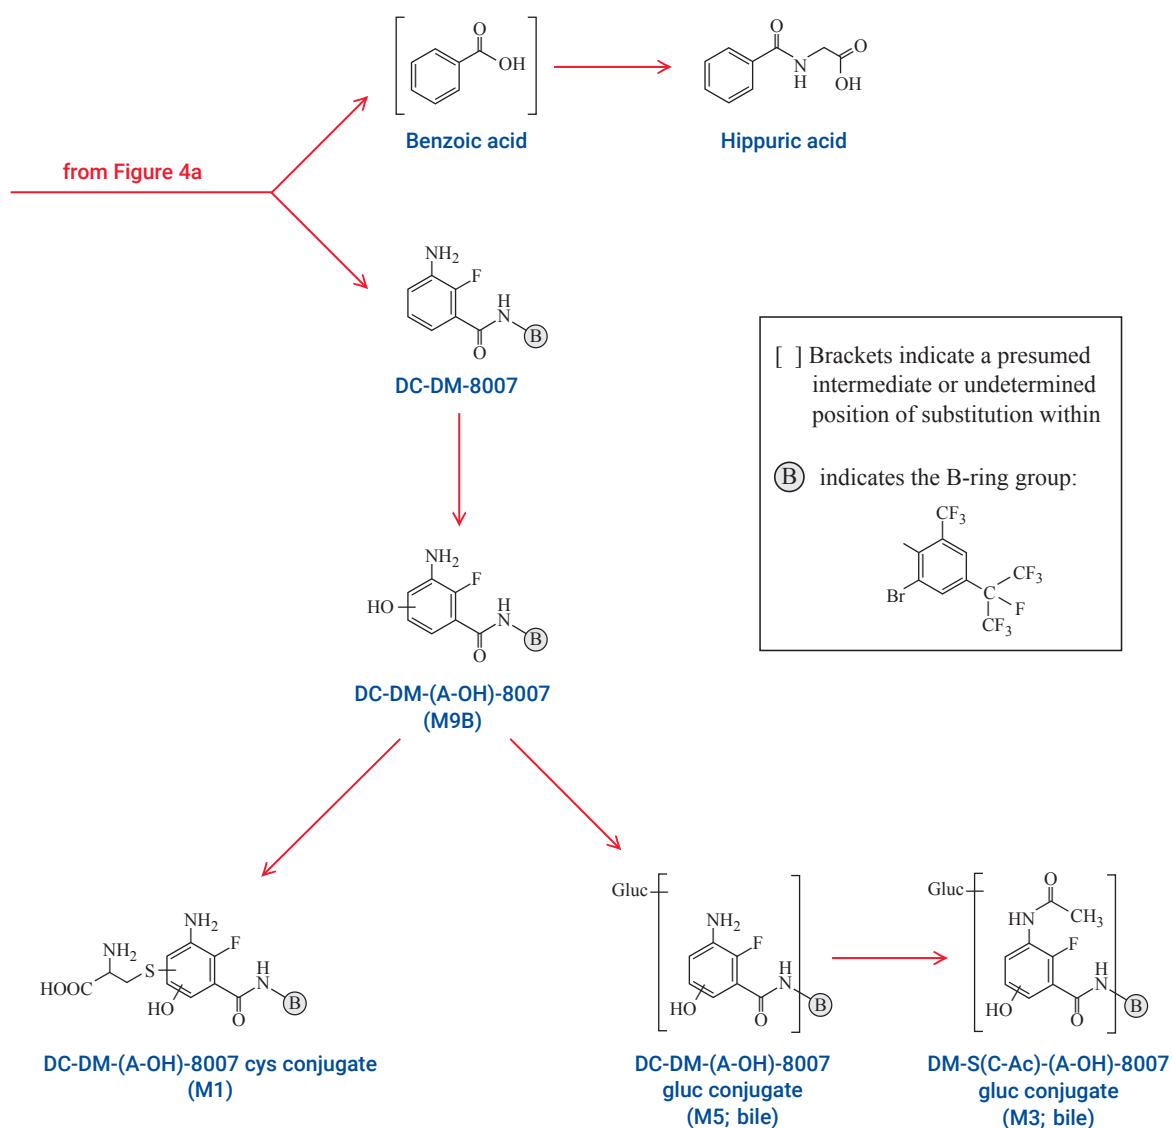 O
OH
Benzoic acid
O
N
H
O
OH
Hippuric acid
from Figure 4a
NH2
F
H
N
O
B
DC-DM-8007
[ ] Brackets indicate a presumed
intermediate or undetermined
position of substitution within
B indicates the B-ring group:
CF3
Br
C
CF3
F
CF3
NH2
F
HO
H
N
O
B
DC-DM-(A-OH)-8007
(M9B)
NH2
F
NH2
S
HOOC
HO
H
N
O
B
DC-DM-(A-OH)-8007 cys conjugate
(M1)
Gluc
NH2
F
H
N
HO
O
B
DC-DM-(A-OH)-8007
gluc conjugate
(M5; bile)
Gluc
O
HN
CH3
F
H
N
HO
O
B
DM-S(C-Ac)-(A-OH)-8007
gluc conjugate
(M3; bile)